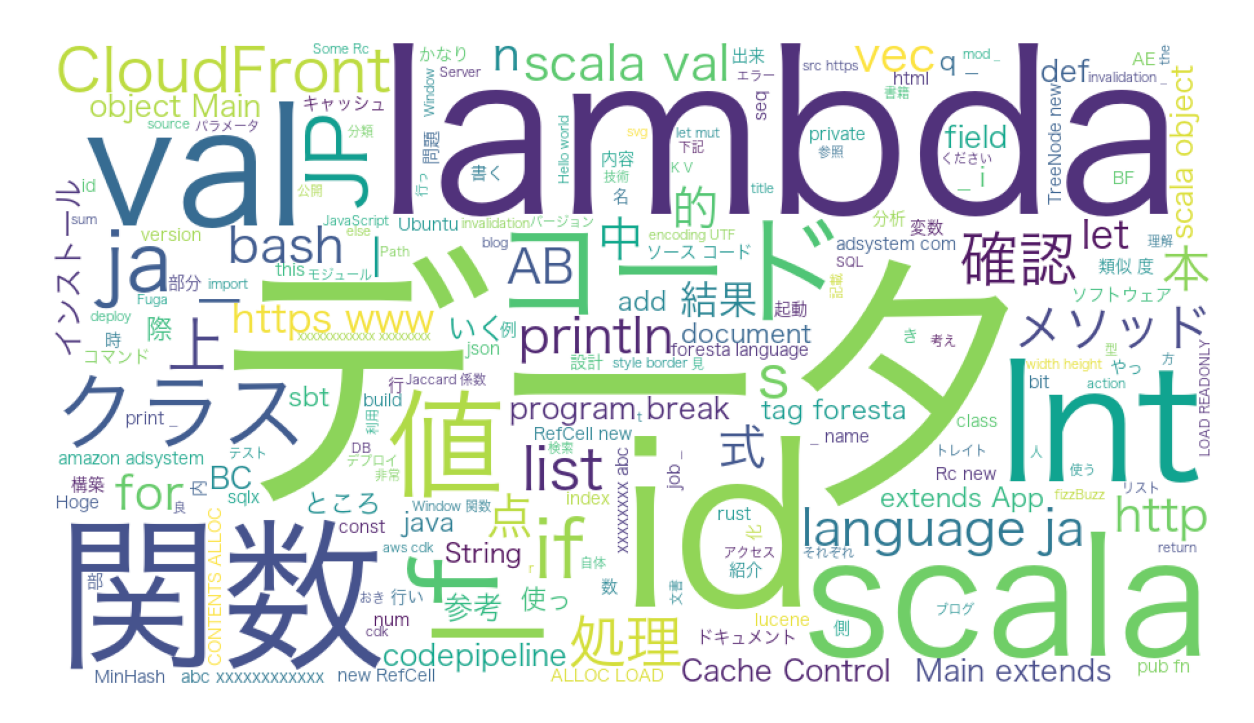 CloudFront
Some Rc
かなり
n
scala val
出来
vec
q
mod _
the
object Main
キャッシュ
Window
Server
エラー
src https
html
書籍
def
AE
invalidation _
source
パラメータ
分類
JP
問題
lambda
svg
let mut
下記
seq
private
参照
field
ください
TreeNode new
scala object
val
行っ
書く
Hello world
内容
技術
K V
的
title
_ i
BF
id
sum
インストール
公開
名
JavaScript
Ubuntu
invalidation
バージョン
encoding UTF
分析
変数
version
else
blog
中
ソース コード
adsystem com
SQL
確認
let
理解
類似 度
本
ja
部分
bash
this
モジュール
l
Path
コード
AB
import
Fuga
deploy
際
時
コマンド
上
https www
xxxxxxxxxxxx xxxxxxxx
いく
例
json
add
結果
起動
ソフトウェア
println
document
foresta language
き
考え
メソッド
データ
クラス
行
Jaccard 係数
設計
style border 見
s
width height
型
やっ
方
bit
action
LOAD READONLY
print _
sbt
build
利用
値
program
t
break
tag foresta
class
Int
amazon adsystem
テスト
DB
デプロイ
非常
RefCell new
検索
_ name
式
トレイト
人
使う
構築
Hoge
内
良
BC
sqlx
for
list
index
xxxxxxxx abc
job _
id
Rc new
fizzBuzz
リスト
ところ
Window 関数
extends App
const
java
点
if
rust
化
language ja
http
関数
CONTENTS ALLOC
aws cdk
String
f
r
自体
アクセス
紹介
それぞれ
return
部
おき
行い
参考
使っ
数
文書
scala
num
cdk
ー
処理
lucene
ドキュメント
側
ブログ
codepipeline
MinHash
abc xxxxxxxxxxxx
new RefCell
ALLOC LOAD
Cache Control
Main extends
pub fn